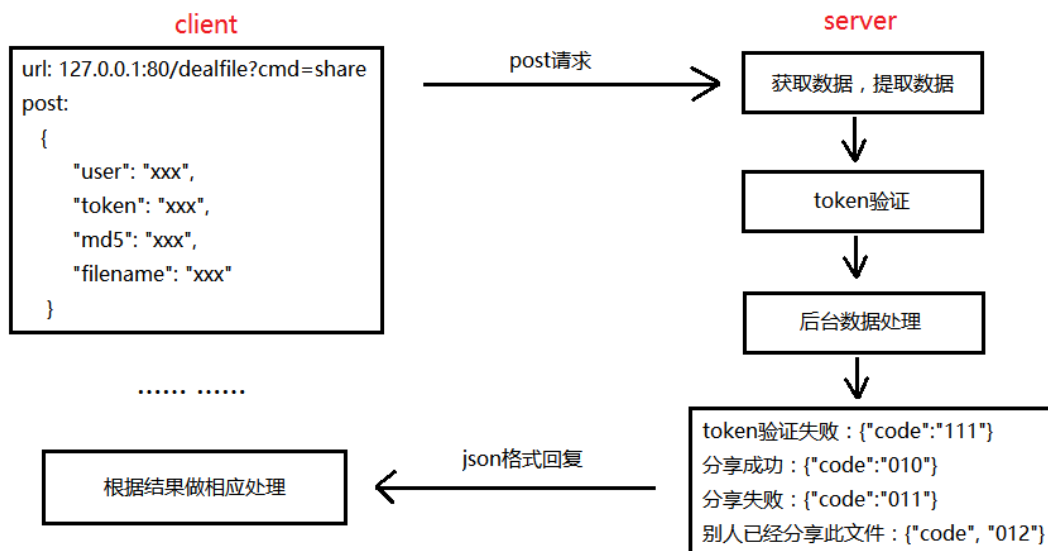 client
url: 127.0.0.1:80/dealfile?cmd=share
post:
{
"user": "xxx",
"token": "xxx",
"md5": "xxx",
"filename": "xxx"
}
post请求
server
获取数据，提取数据
token验证
后台数据处理
token验证失败：{"code":"111"}
分享成功：{"code":"010"}
分享失败：{"code":"011"}
别人已经分享此文件：{"code", "012"}
json格式回复
...... ......
根据结果做相应处理